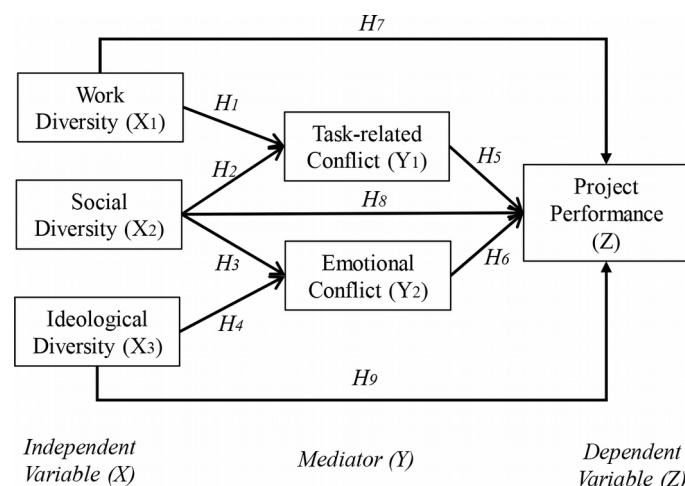 H7
Work
Diversity (X1)
H1
Task-related
Conflict (Y1)
H5
H2
Project
Performance
(Z)
Social
Diversity (X2)
H8
H3
Emotional
Conflict (Y2)
H6
Ideological
Diversity (X3)
H4
H9
Independent
Variable (X)
Mediator (Y)
Dependent
Variable (Z)